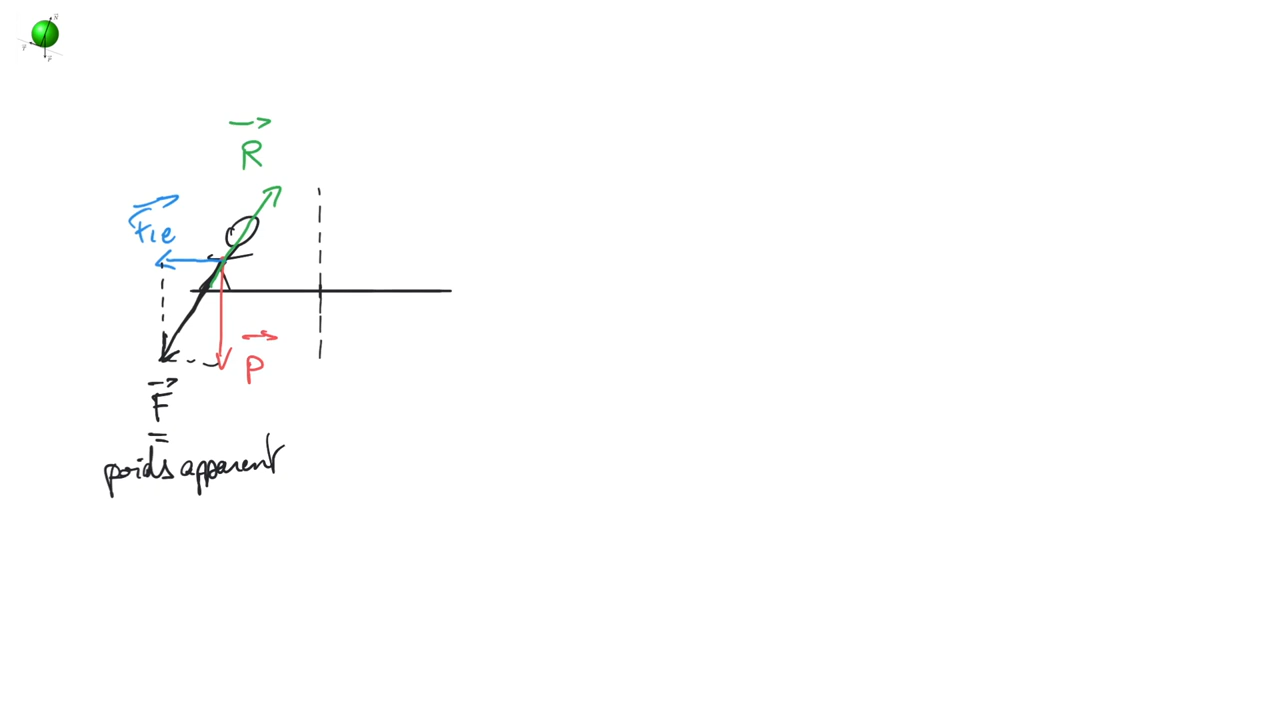 R
fie
P
F
=
poids apparent